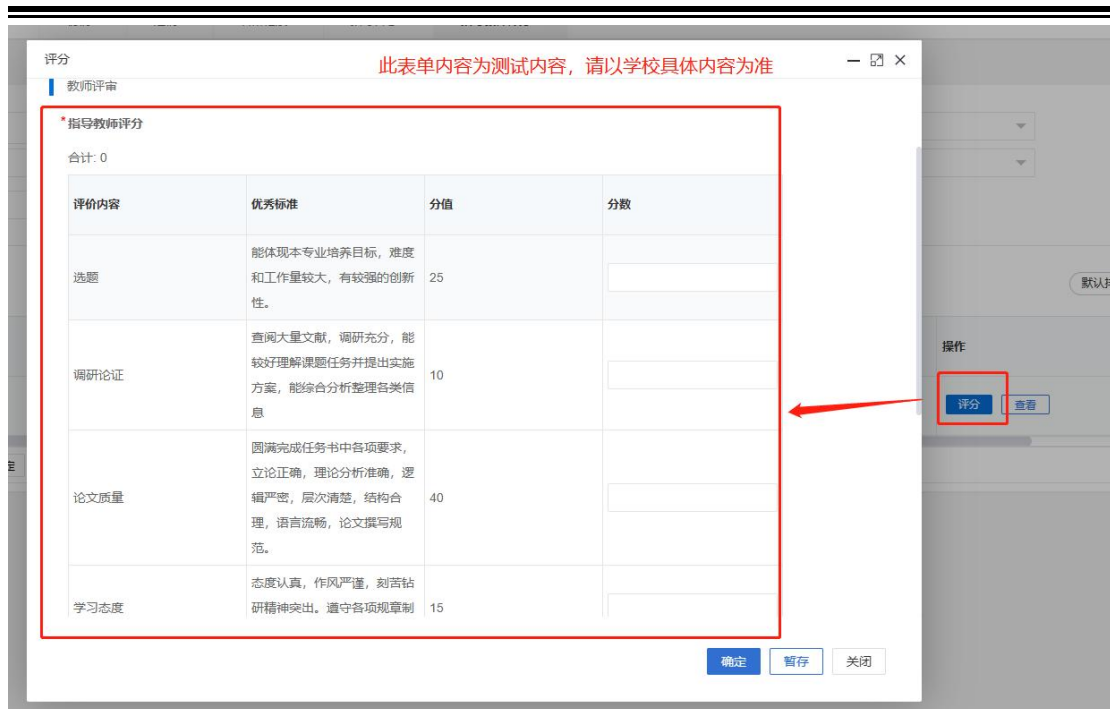 评分
此表单内容为测试内容，请以学校具体内容为准
教师评审
*指导教师评分
合计: 0
评价内容 优秀标准 分值 分数
选题
能体现本专业培养目标，难度
和工作量较大，有较强的创新
性。
25
调研论证
查阅大量文献，调研充分，能
较好理解课题任务并提出实施
方案，能综合分析整理各类信
息
10
论文质量
圆满完成任务书中各项要求，
立论正确，理论分析准确，逻
辑严密，层次清楚，结构合
理，语言流畅，论文撰写规
范。
40
学习态度
态度认真，作风严谨，刻苦钻
研精神突出。遵守各项规章制
15
确定 暂存 关闭
默认排
操作
评分 查看